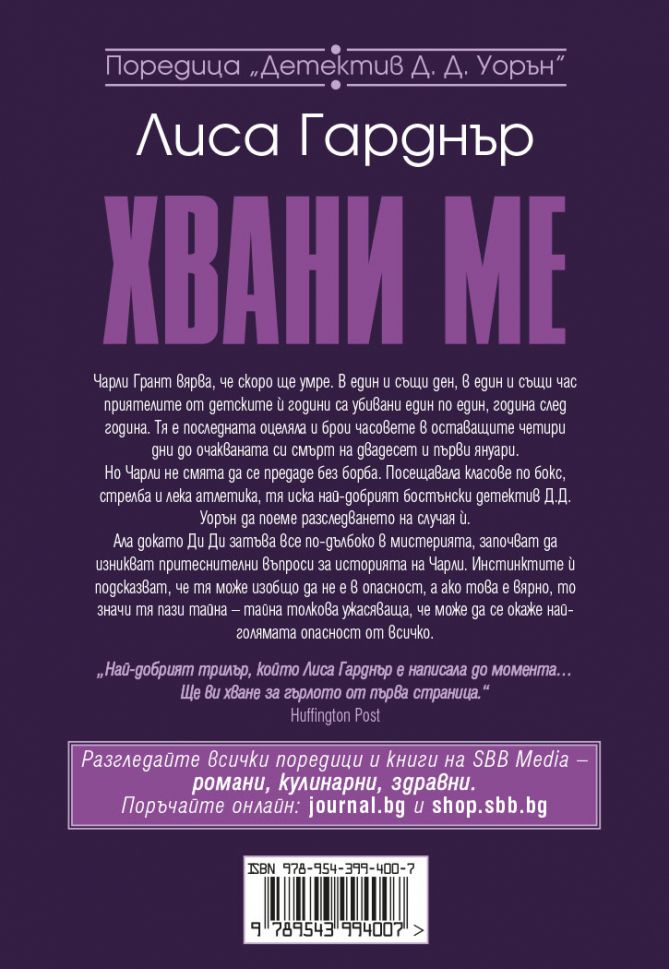 Поредица „Детектив Д. Д. Уорън“
Лиса Гарднър
ХВАНИ МЕ
Чарли Грант вярва, че скоро ще умре. В един и същи ден, в един и същи час
приятелите от детските ѝ години са убивани един по един, година след
година. Тя е последната оцеляла и брои часовете в оставащите четири
дни до очакваната си смърт на двадесет и първи януари.
Но Чарли не смята да се предаде без борба. Посещавала класове по бокс,
стрелба и лека атлетика, тя иска най-добрият бостънски детектив Д.Д.
Уорън да поеме разследването на случая ѝ.
Ала докато Ди Ди затъва все по-дълбоко в мистерията, започват да
изникват притеснителни въпроси за историята на Чарли. Инстинктите ѝ
подсказват, че тя може изобщо да не е в опасност, а ако това е вярно, то
значи тя пази тайна – тайна толкова ужасяваща, че може да се окаже най-
голямата опасност от всичко.
„Най-добрият трилър, който Лиса Гарднър е написала до момента…
Ще ви хване за гърлото от първа страница.“
Huffington Post
Разгледайте всички поредици и книги на SBB Media –
романи, кулинарни, здравни.
Поръчайте онлайн: journal.bg и shop.sbb.bg
ISBN 978-954-399-400-7
9 789543 994007 >